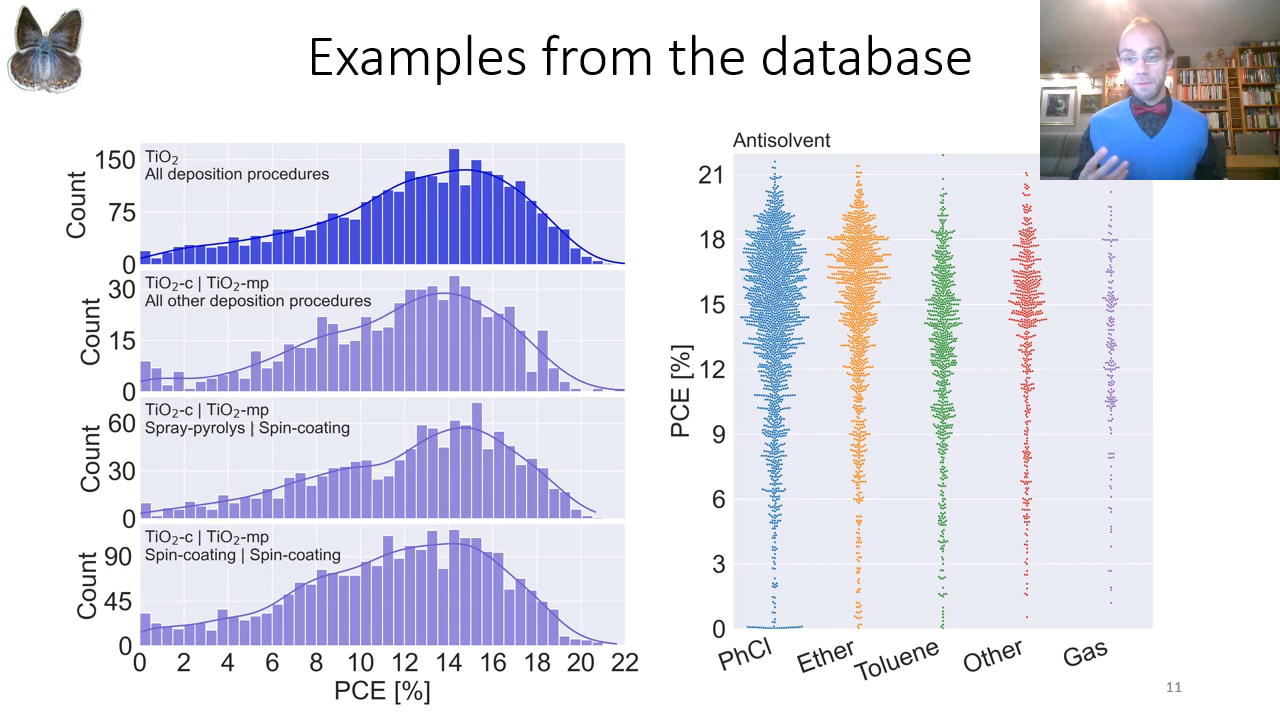 Examples from the database
TiO2
All deposition procedures
150
75
0
Count
TiO2-c | TiO2-mp
All other deposition procedures
30
15
0
Count
TiO2-c | TiO2-mp
Spray-pyrolys | Spin-coating
60
30
0
Count
TiO2-c | TiO2-mp
Spin-coating | Spin-coating
90
45
0
Count
0 2 4 6 8 10 12 14 16 18 20 22
PCE [%]
Antisolvent
21
18
15
12
9
6
3
0
PCE [%]
PhCl Ether Toluene Other Gas
11